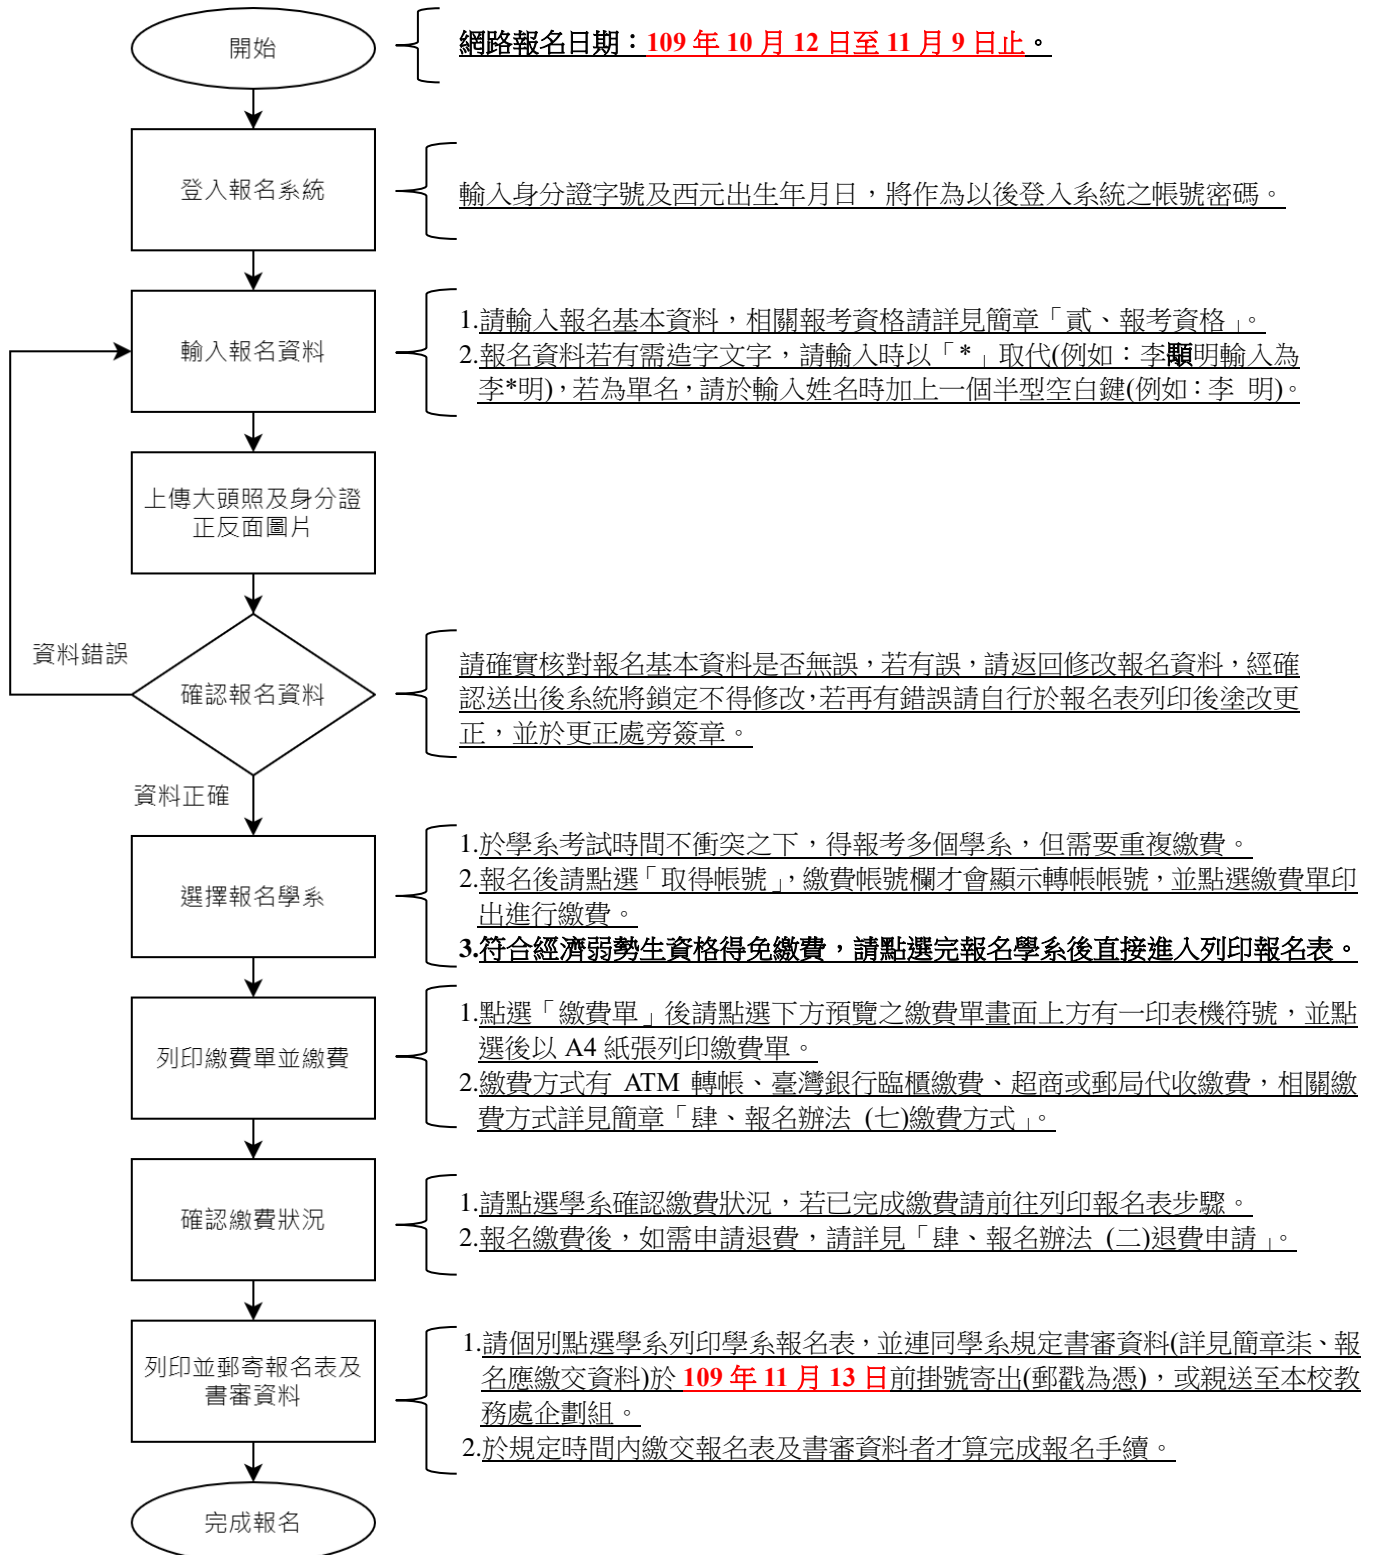 開始
網路報名日期：109 年 10 月 12 日至 11 月 9 日止。
登入報名系統
輸入身分證字號及西元出生年月日，將作為以後登入系統之帳號密碼。
輸入報名資料
1.請輸入報名基本資料，相關報考資格請詳見簡章「貳、報考資格」。
2.報名資料若有需造字文字，請輸入時以「*」取代(例如：李顯明輸入為
李*明)，若為單名，請於輸入姓名時加上一個半型空白鍵(例如：李 明)。
上傳大頭照及身分證
正反面圖片
資料錯誤
確認報名資料
請確實核對報名基本資料是否無誤，若有誤，請返回修改報名資料，經確
認送出後系統將鎖定不得修改，若再有錯誤請自行於報名表列印後塗改更
正，並於更正處旁簽章。
資料正確
選擇報名學系
1.於學系考試時間不衝突之下，得報考多個學系，但需要重複繳費。
2.報名後請點選「取得帳號」，繳費帳號欄才會顯示轉帳帳號，並點選繳費單印
出進行繳費。
3.符合經濟弱勢生資格得免繳費，請點選完報名學系後直接進入列印報名表。
列印繳費單並繳費
1.點選「繳費單」後請點選下方預覽之繳費單畫面上方有一印表機符號，並點
選後以 A4 紙張列印繳費單。
2.繳費方式有 ATM 轉帳、臺灣銀行臨櫃繳費、超商或郵局代收繳費，相關繳
費方式詳見簡章「肆、報名辦法 (七)繳費方式」。
確認繳費狀況
1.請點選學系確認繳費狀況，若已完成繳費請前往列印報名表步驟。
2.報名繳費後，如需申請退費，請詳見「肆、報名辦法 (二)退費申請」。
列印並郵寄報名表及
書審資料
1.請個別點選學系列印學系報名表，並連同學系規定書審資料(詳見簡章柒、報
名應繳交資料)於 109 年 11 月 13 日前掛號寄出(郵戳為憑)，或親送至本校教
務處企劃組。
2.於規定時間內繳交報名表及書審資料者才算完成報名手續。
完成報名